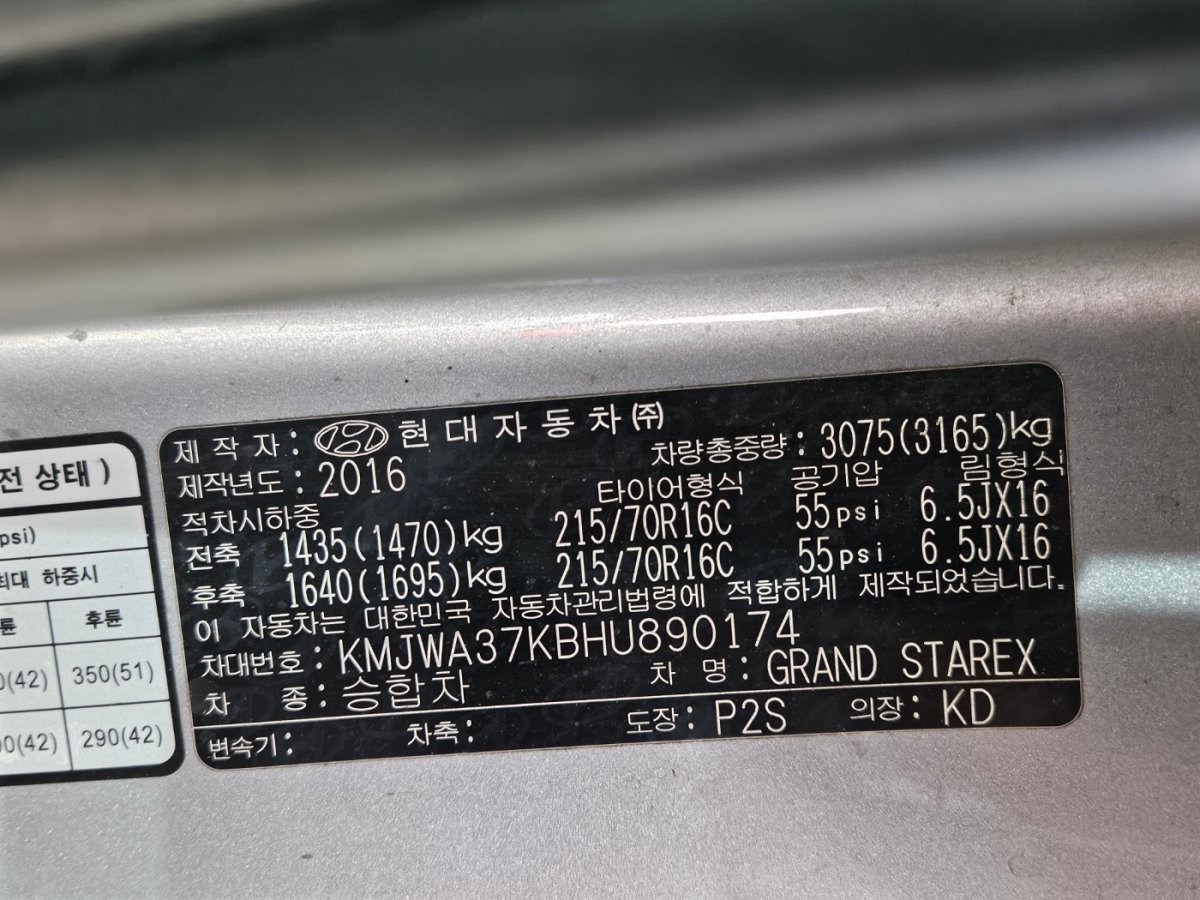 전 상태 )
psi)
최대 하중시
륜 후륜
0(42) 350(51)
00(42) 290(42)
제 작 자 : 현 대 자 동 차 ㈜
제작년도 : 2016 차량총중량 : 3075(3165)kg
적차시하중 타이어형식 공기압 림형식
전축 1435(1470)kg 215/70R16C 55psi 6.5JX16
후축 1640(1695)kg 215/70R16C 55psi 6.5JX16
이 자동차는 대한민국 자동차관리법령에 적합하게 제작되었습니다.
차대번호 : KMJWA37KBHU890174
차 종 : 승합차 차 명 : GRAND STAREX
변속기 : 차축 : 도장 : P2S 의장 : KD